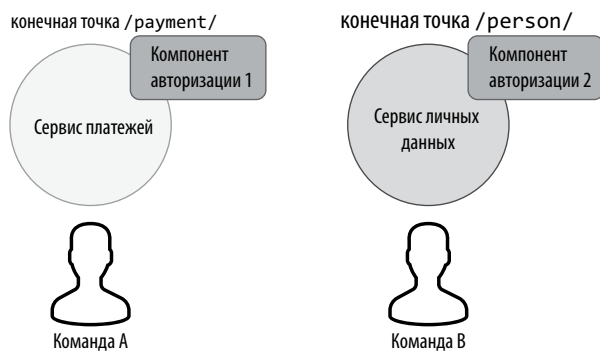 конечная точка /payment/
Компонент
авторизации 1
Сервис платежей
Команда A
конечная точка /person/
Компонент
авторизации 2
Сервис личных
данных
Команда B